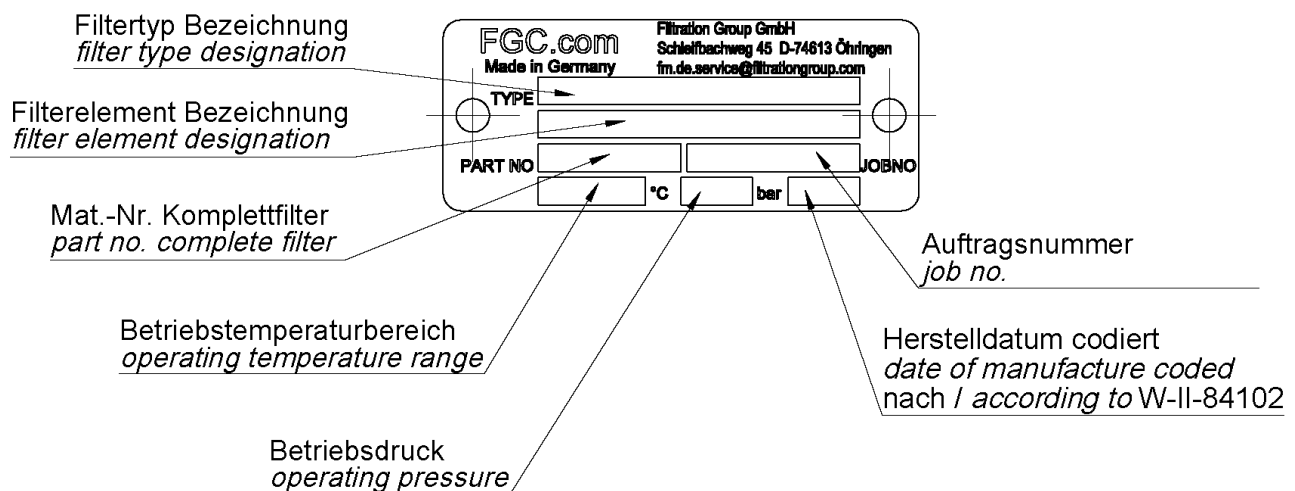 Filtertyp Bezeichnung
filter type designation
Filterelement Bezeichnung
filter element designation
Mat.-Nr. Komplettfilter
part no. complete filter
Betriebstemperaturbereich
operating temperature range
Betriebsdruck
operating pressure
FGC.com
Made in Germany
Filtration Group GmbH
Schleifbachweg 45 D-74613 Öhringen
fm.de.service@filtrationgroup.com
TYPE
PART NO
JOBNO
°C
bar
Auftragsnummer
job no.
Herstelldatum codiert
date of manufacture coded
nach / according to W-II-84102